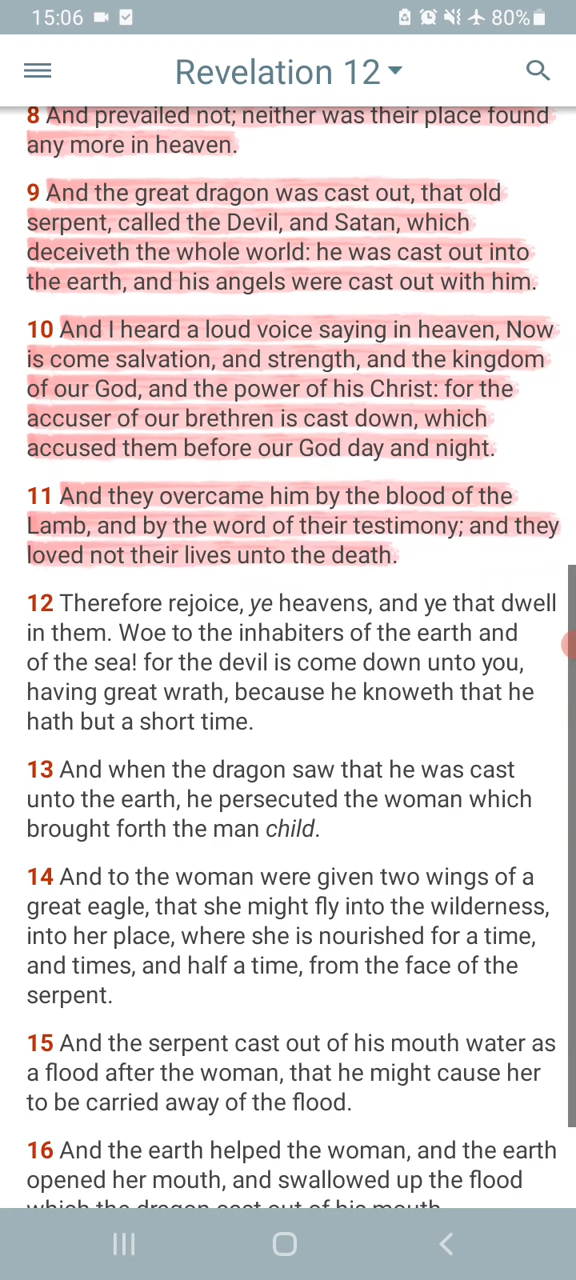 15:06 80%
Revelation 12
8 And prevailed not; neither was their place found
any more in heaven.
9 And the great dragon was cast out, that old
serpent, called the Devil, and Satan, which
deceiveth the whole world: he was cast out into
the earth, and his angels were cast out with him.
10 And I heard a loud voice saying in heaven, Now
is come salvation, and strength, and the kingdom
of our God, and the power of his Christ: for the
accuser of our brethren is cast down, which
accused them before our God day and night.
11 And they overcame him by the blood of the
Lamb, and by the word of their testimony; and they
loved not their lives unto the death.
12 Therefore rejoice, ye heavens, and ye that dwell
in them. Woe to the inhabiters of the earth and
of the sea! for the devil is come down unto you,
having great wrath, because he knoweth that he
hath but a short time.
13 And when the dragon saw that he was cast
unto the earth, he persecuted the woman which
brought forth the man child.
14 And to the woman were given two wings of a
great eagle, that she might fly into the wilderness,
into her place, where she is nourished for a time,
and times, and half a time, from the face of the
serpent.
15 And the serpent cast out of his mouth water as
a flood after the woman, that he might cause her
to be carried away of the flood.
16 And the earth helped the woman, and the earth
opened her mouth, and swallowed up the flood
which the dragon cast out of his mouth.